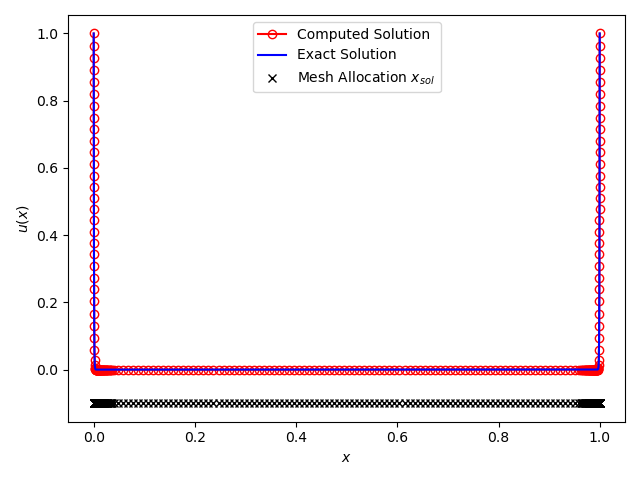 Computed Solution
Exact Solution
Mesh Allocation $x_{sol}$
1.0
0.8
0.6
0.4
0.2
0.0
u(x)
0.0 0.2 0.4 0.6 0.8 1.0
x